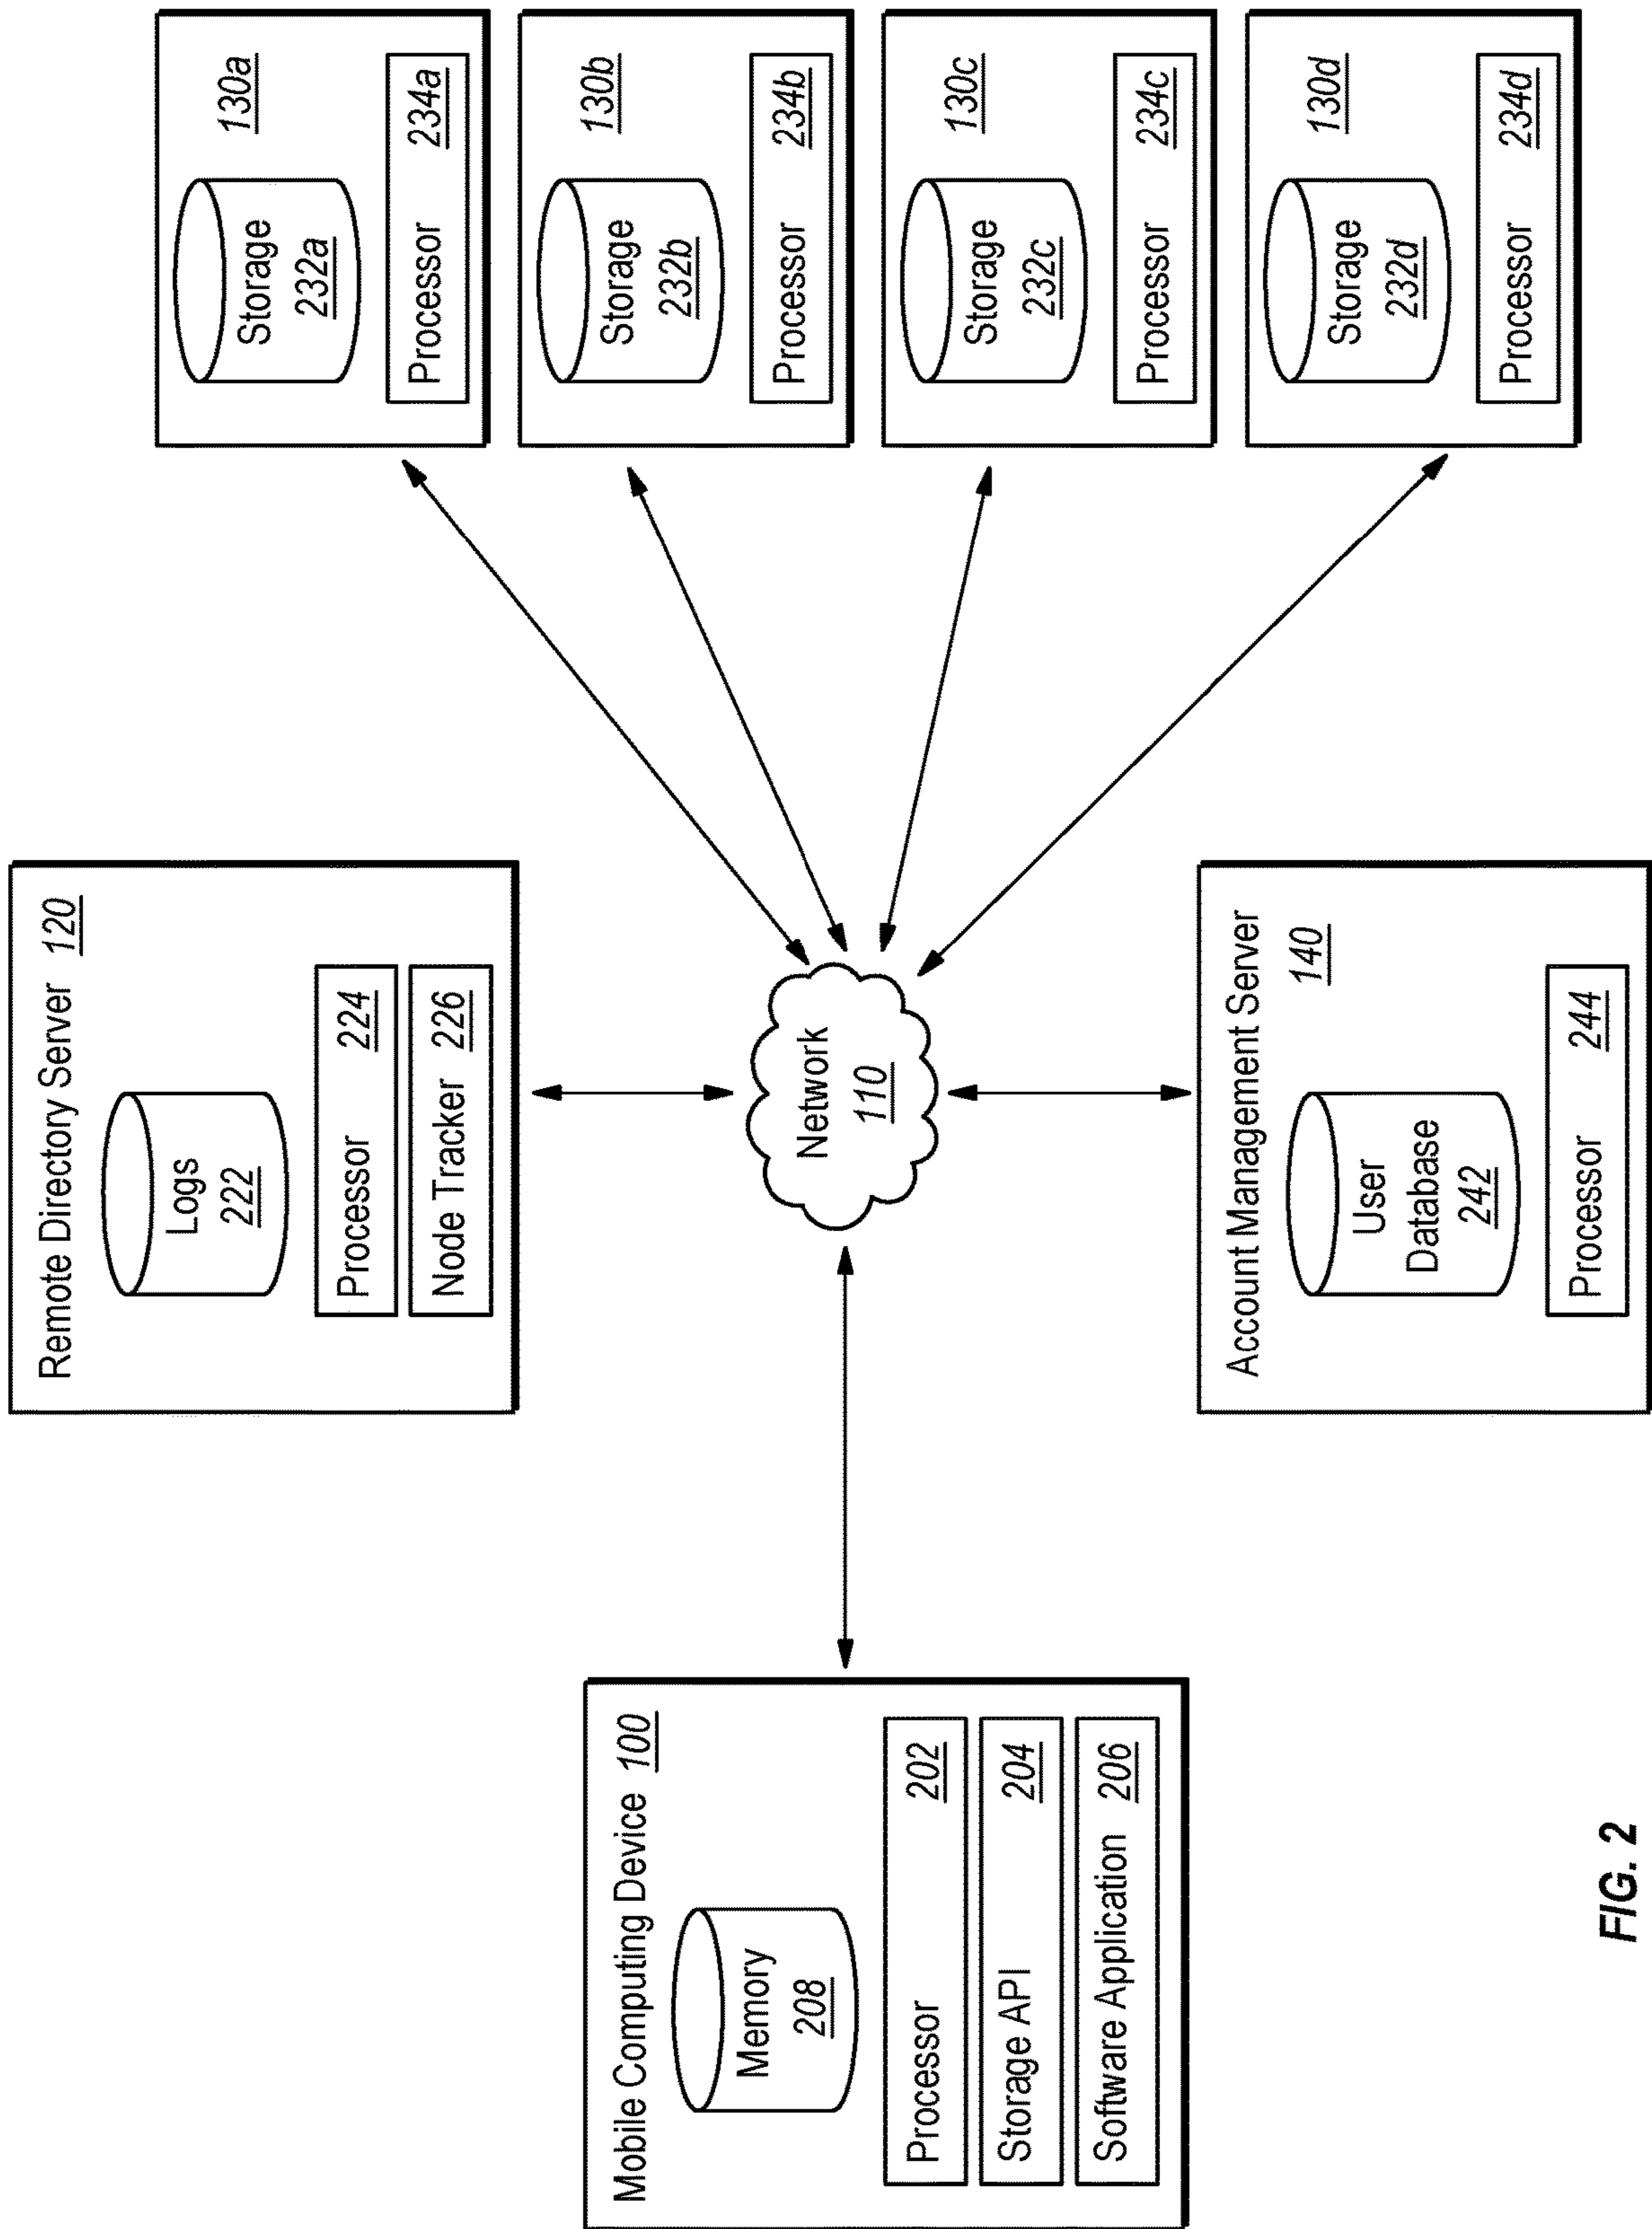 Remote Directory Server 120
Logs
222
Processor 224
Node Tracker 226
Mobile Computing Device 100
Memory
208
Processor 202
Storage API 204
Software Application 206
Network
110
Account Management Server
140
User
Database
242
Processor 244
130a
Storage
232a
Processor 234a
130b
Storage
232b
Processor 234b
130c
Storage
232c
Processor 234c
130d
Storage
232d
Processor 234d
FIG. 2